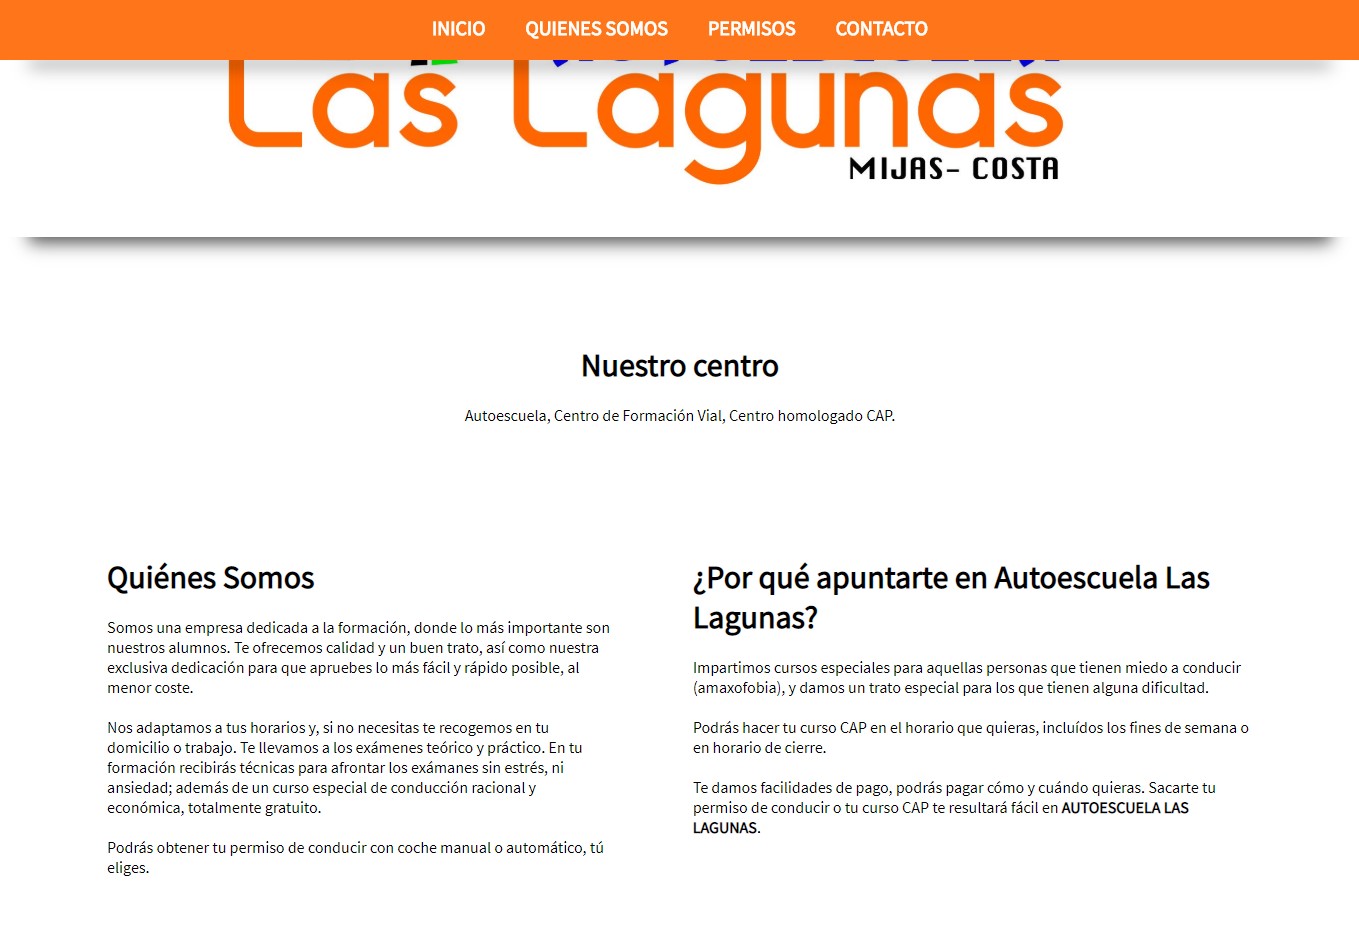 INICIO QUIENES SOMOS PERMISOS CONTACTO
Las Lagunas
MIJAS- COSTA
Nuestro centro
Autoescuela, Centro de Formación Vial, Centro homologado CAP.
Quiénes Somos
Somos una empresa dedicada a la formación, donde lo más importante son
nuestros alumnos. Te ofrecemos calidad y un buen trato, así como nuestra
exclusiva dedicación para que apruebes lo más fácil y rápido posible, al
menor coste.
Nos adaptamos a tus horarios y, si no necesitas te recogemos en tu
domicilio o trabajo. Te llevamos a los exámenes teórico y práctico. En tu
formación recibirás técnicas para afrontar los exámanes sin estrés, ni
ansiedad; además de un curso especial de conducción racional y
económica, totalmente gratuito.
Podrás obtener tu permiso de conducir con coche manual o automático, tú
eliges.
¿Por qué apuntarte en Autoescuela Las
Lagunas?
Impartimos cursos especiales para aquellas personas que tienen miedo a conducir
(amaxofobia), y damos un trato especial para los que tienen alguna dificultad.
Podrás hacer tu curso CAP en el horario que quieras, incluídos los fines de semana o
en horario de cierre.
Te damos facilidades de pago, podrás pagar cómo y cuándo quieras. Sacarte tu
permiso de conducir o tu curso CAP te resultará fácil en AUTOESCUELA LAS
LAGUNAS.